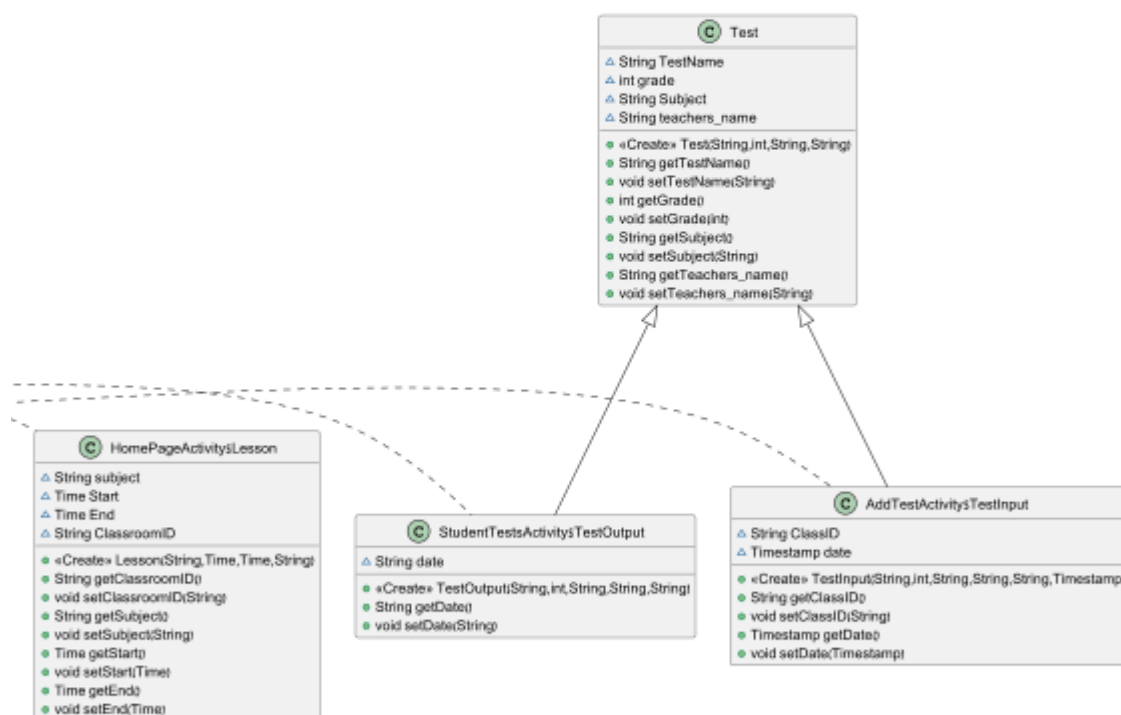 C Test
String TestName
int grade
String Subject
String teachers_name
«Create» Test(String,int,String,String)
String getTestName()
void setTestName(String)
int getGrade()
void setGrade(int)
String getSubject()
void setSubject(String)
String getTeachers_name()
void setTeachers_name(String)
C HomePageActivity$Lesson
String subject
Time Start
Time End
String ClassroomID
«Create» Lesson(String,Time,Time,String)
String getClassroomID()
void setClassroomID(String)
String getSubject()
void setSubject(String)
Time getStart()
void setStart(Time)
Time getEnd()
void setEnd(Time)
C StudentTestsActivity$TestOutput
String date
«Create» TestOutput(String,int,String,String,String)
String getDate()
void setDate(String)
C AddTestActivity$TestInput
String ClassID
Timestamp date
«Create» TestInput(String,int,String,String,String,Timestamp
String getClassID()
void setClassID(String)
Timestamp getDate()
void setDate(Timestamp)